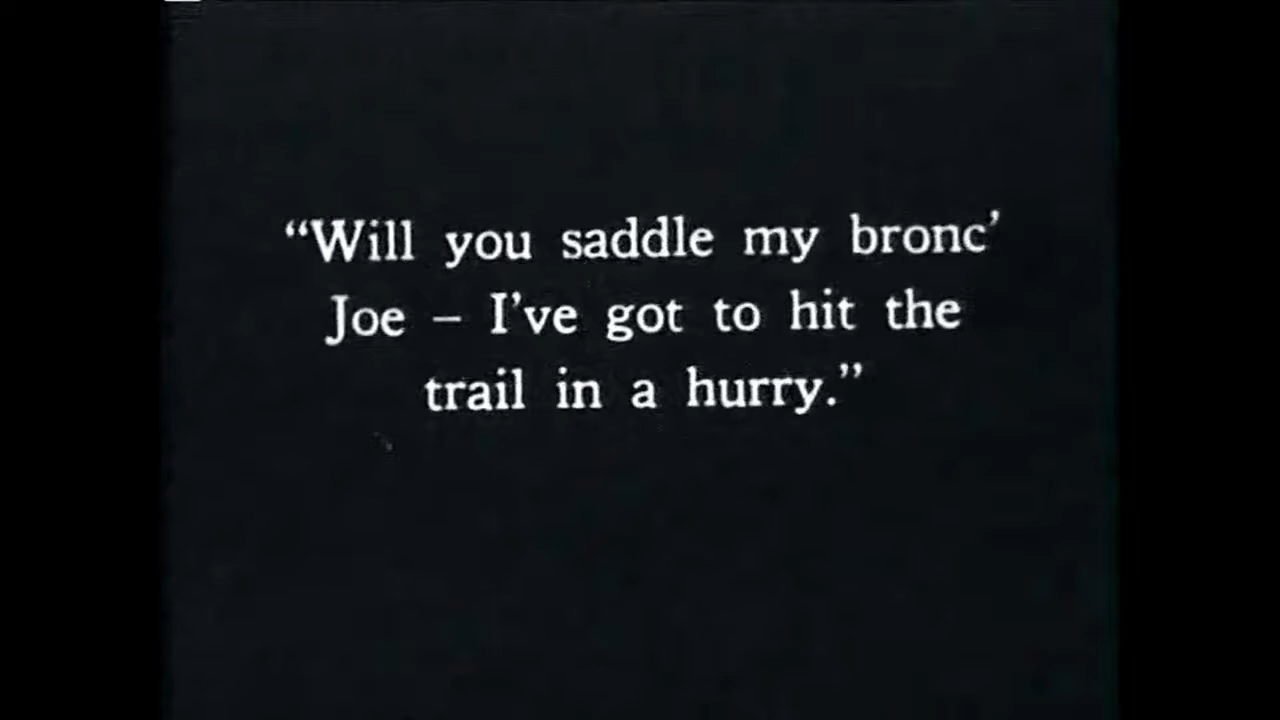 “Will you saddle my bronc’
Joe – I’ve got to hit the
trail in a hurry.”